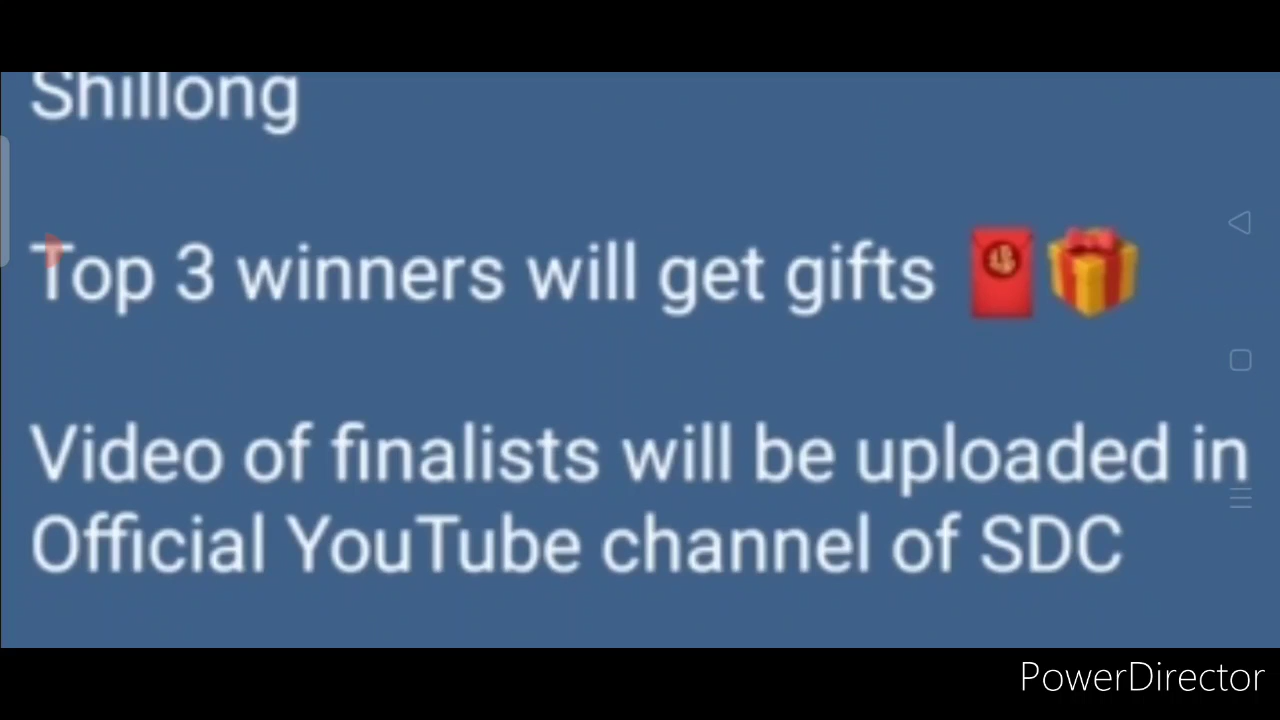 Shillong
Top 3 winners will get gifts 🧧🎁
Video of finalists will be uploaded in
Official YouTube channel of SDC
PowerDirector